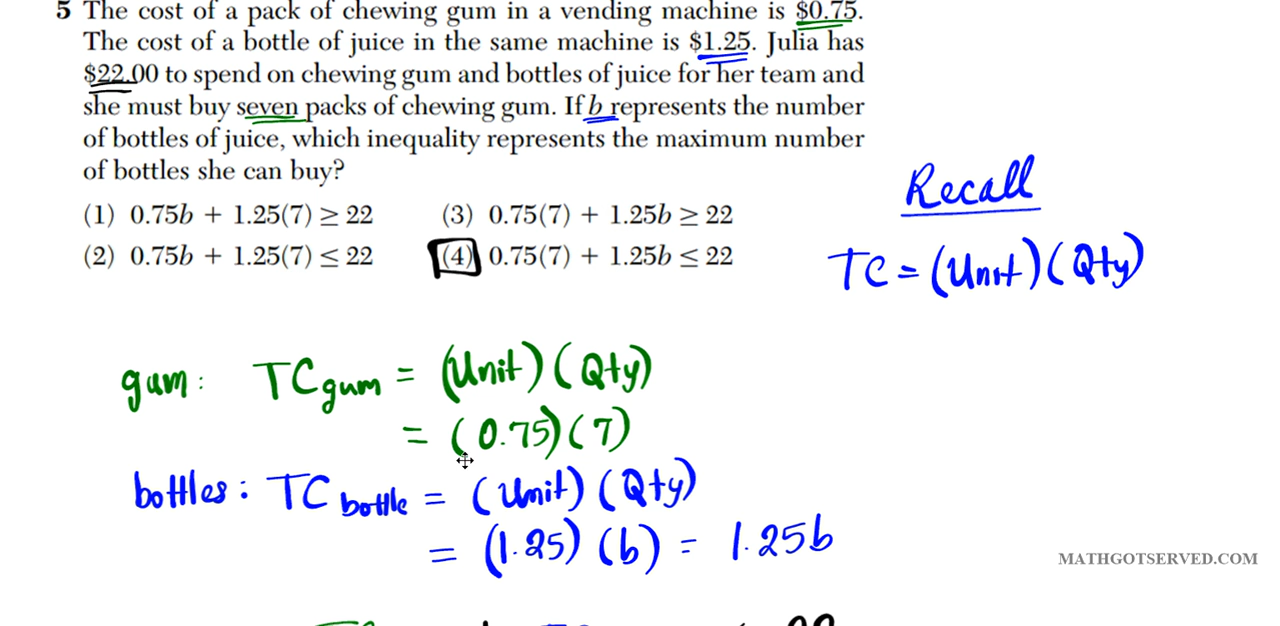 5 The cost of a pack of chewing gum in a vending machine is $0.75.
The cost of a bottle of juice in the same machine is $1.25. Julia has
$22.00 to spend on chewing gum and bottles of juice for her team and
she must buy seven packs of chewing gum. If b represents the number
of bottles of juice, which inequality represents the maximum number
of bottles she can buy?
(1) 0.75b + 1.25(7) ≥ 22 (3) 0.75(7) + 1.25b ≥ 22
(2) 0.75b + 1.25(7) ≤ 22 (4) 0.75(7) + 1.25b ≤ 22
Recall
TC = (Unit)(Qty)
gum: TC gum = (Unit)(Qty)
= (0.75)(7)
bottles: TC bottle = (Unit)(Qty)
= (1.25)(b) = 1.25b
MATHGOTSERVED.COM